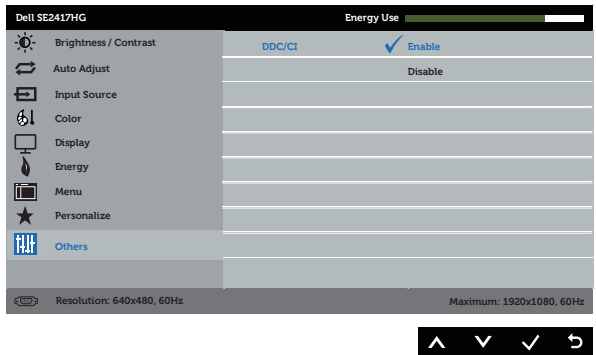 Dell SE2417HG Energy Use
Brightness / Contrast DDC/CI Enable
Auto Adjust Disable
Input Source
Color
Display
Energy
Menu
Personalize
Others
Resolution: 640x480, 60Hz Maximum: 1920x1080, 60Hz